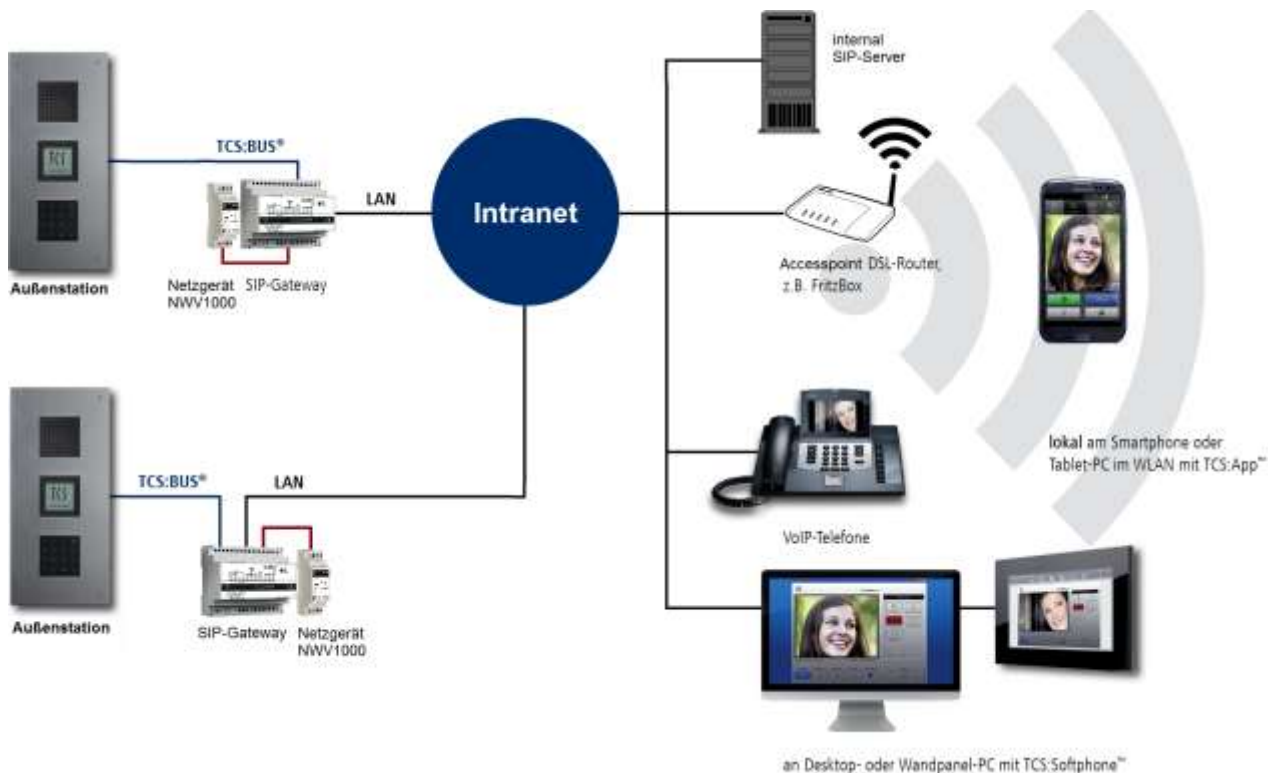 internal
SIP-Server
TCS:BUS®
TCS
LAN
Intranet
Außenstation
Netzgerät
NWV1000
SIP-Gateway
Accesspoint DSL-Router,
z.B. FritzBox
lokal am Smartphone oder
Tablet-PC im WLAN mit TCS:App™
TCS:BUS®
LAN
TCS
VoIP-Telefone
Außenstation
SIP-Gateway
Netzgerät
NWV1000
an Desktop- oder Wandpanel-PC mit TCS:Softphone™